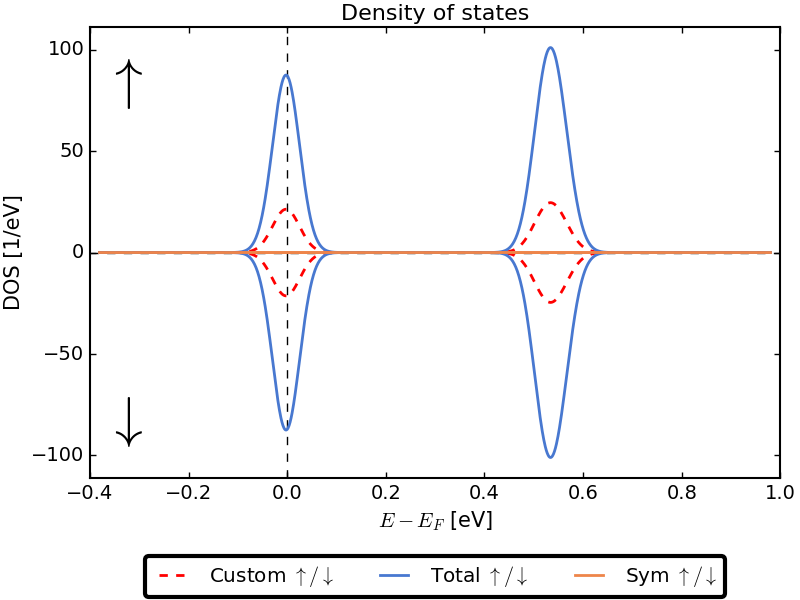 Density of states
DOS [1/eV]
100
50
0
−50
−100
↑
↓
−0.4 −0.2 0.0 0.2 0.4 0.6 0.8 1.0
E − E_F [eV]
Custom ↑/↓ Total ↑/↓ Sym ↑/↓